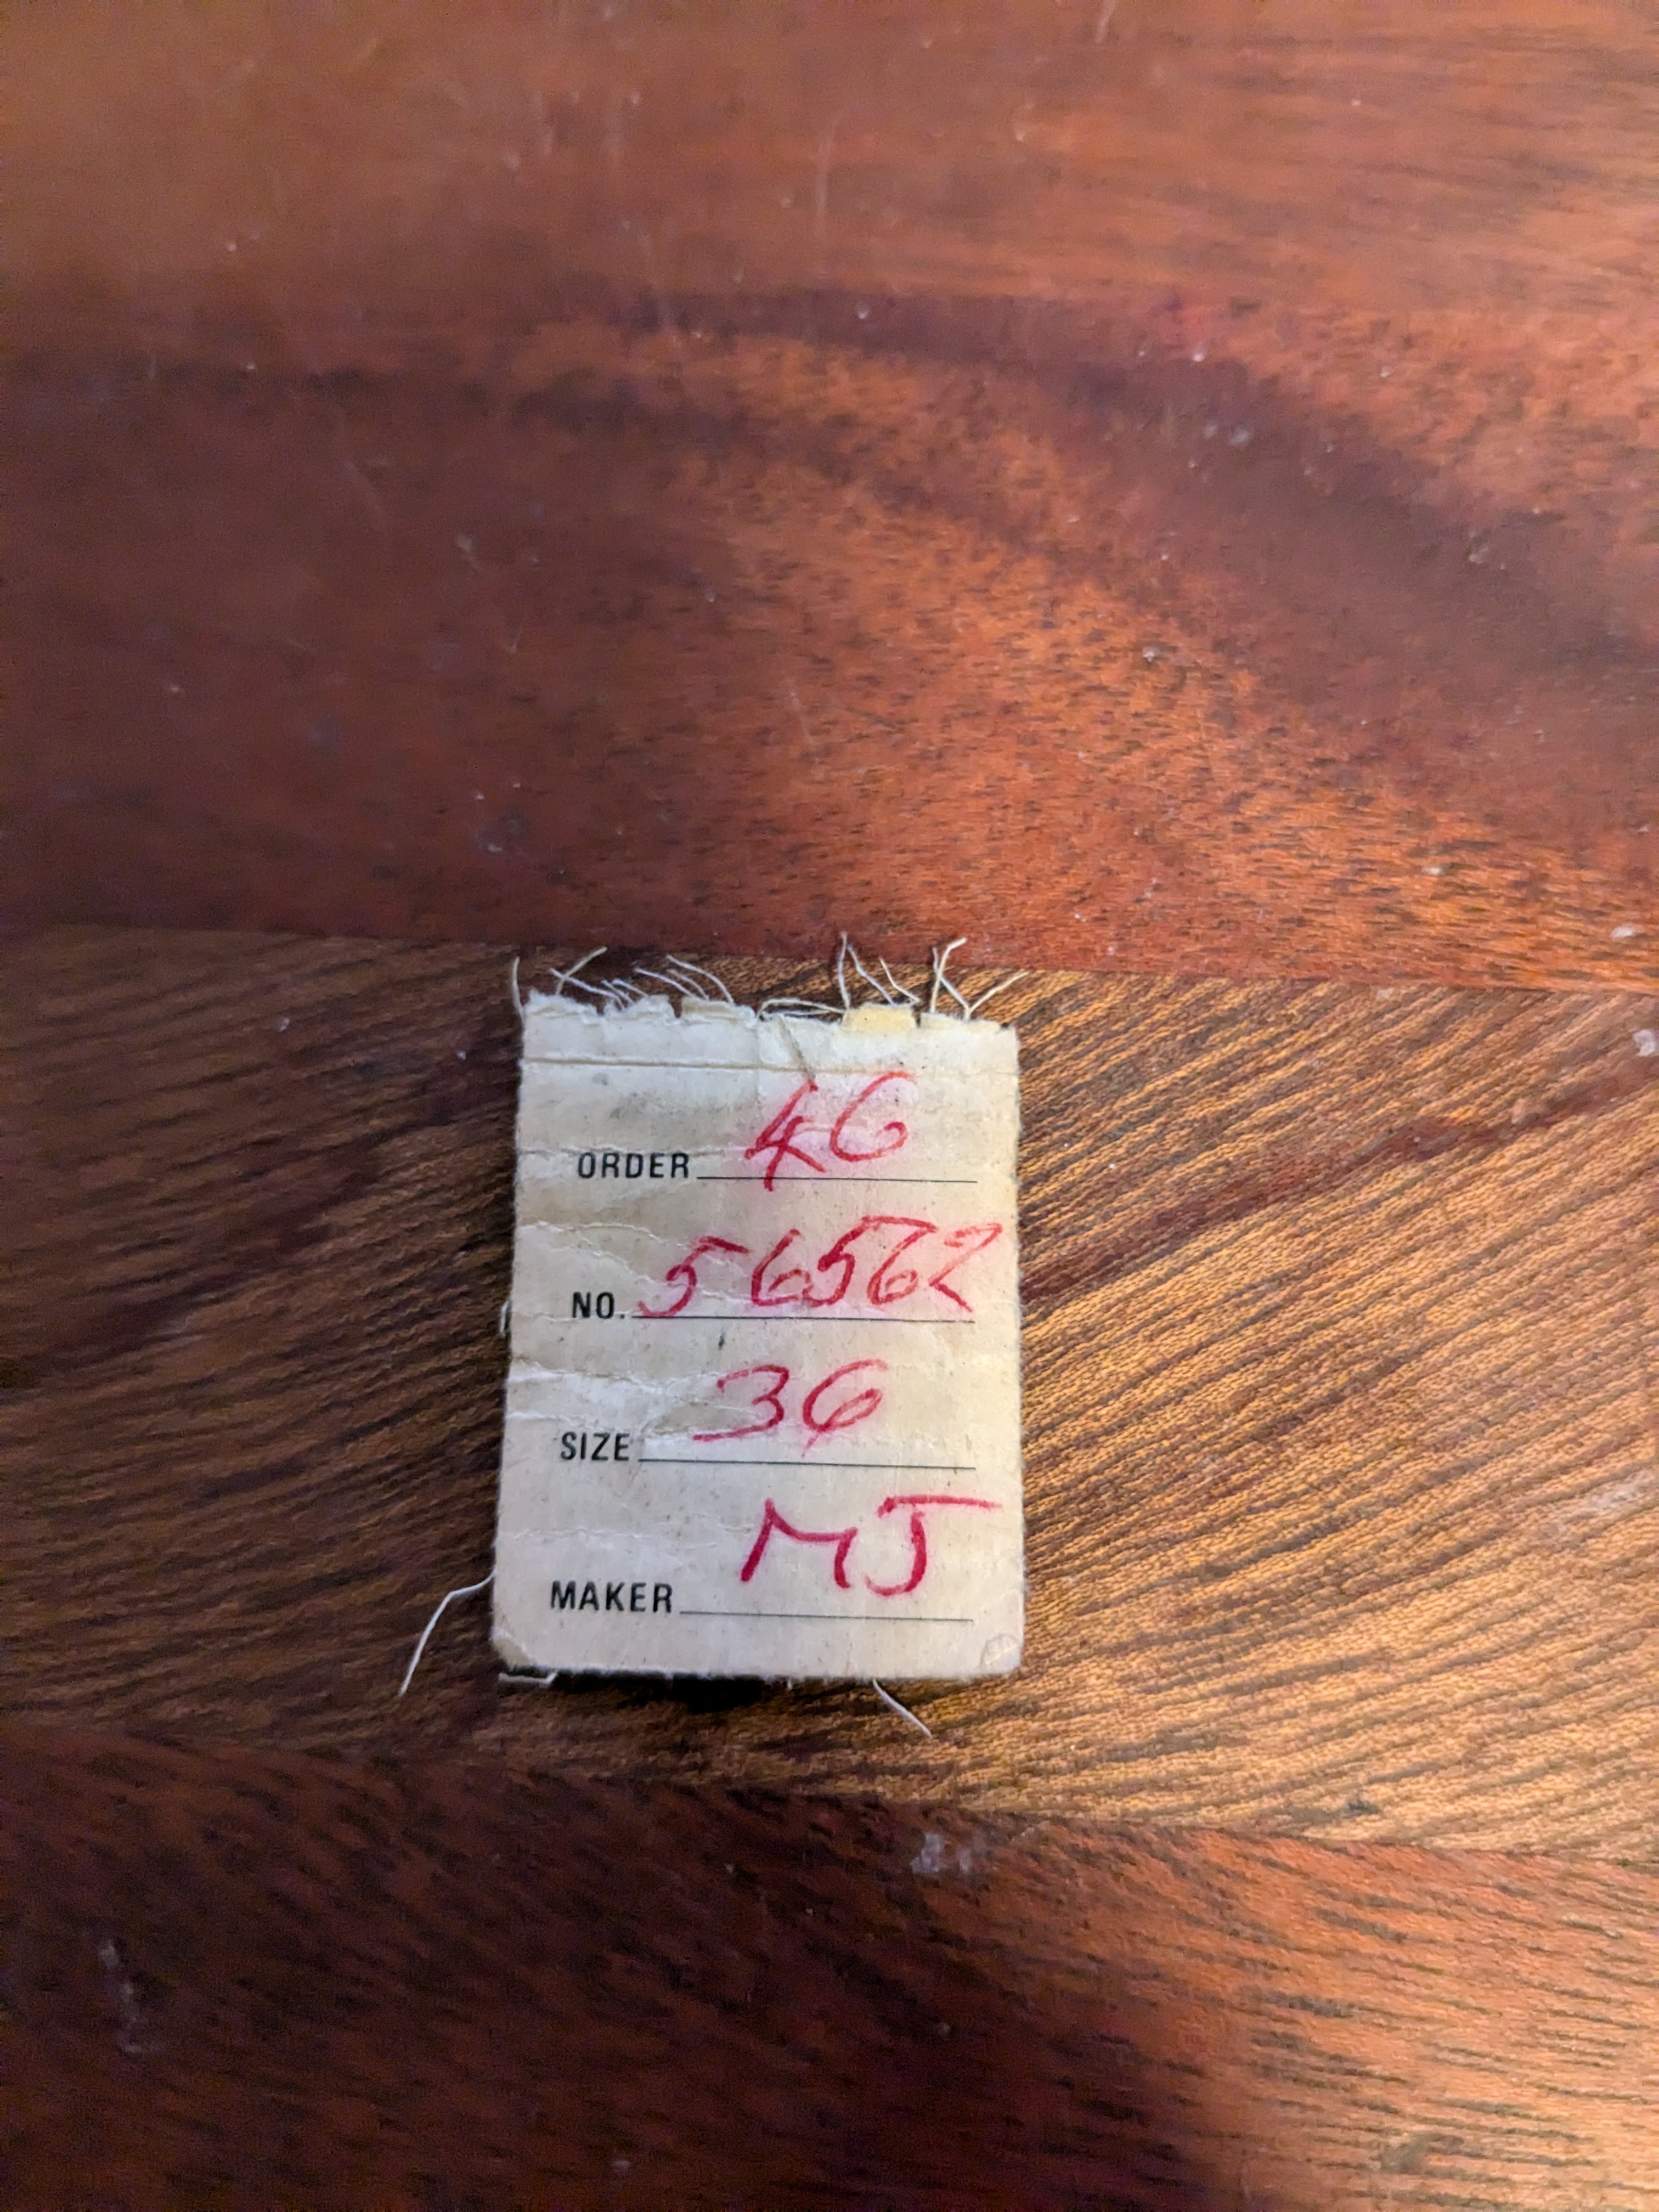 ORDER 46
NO. 56562
SIZE 36
MAKER MJ